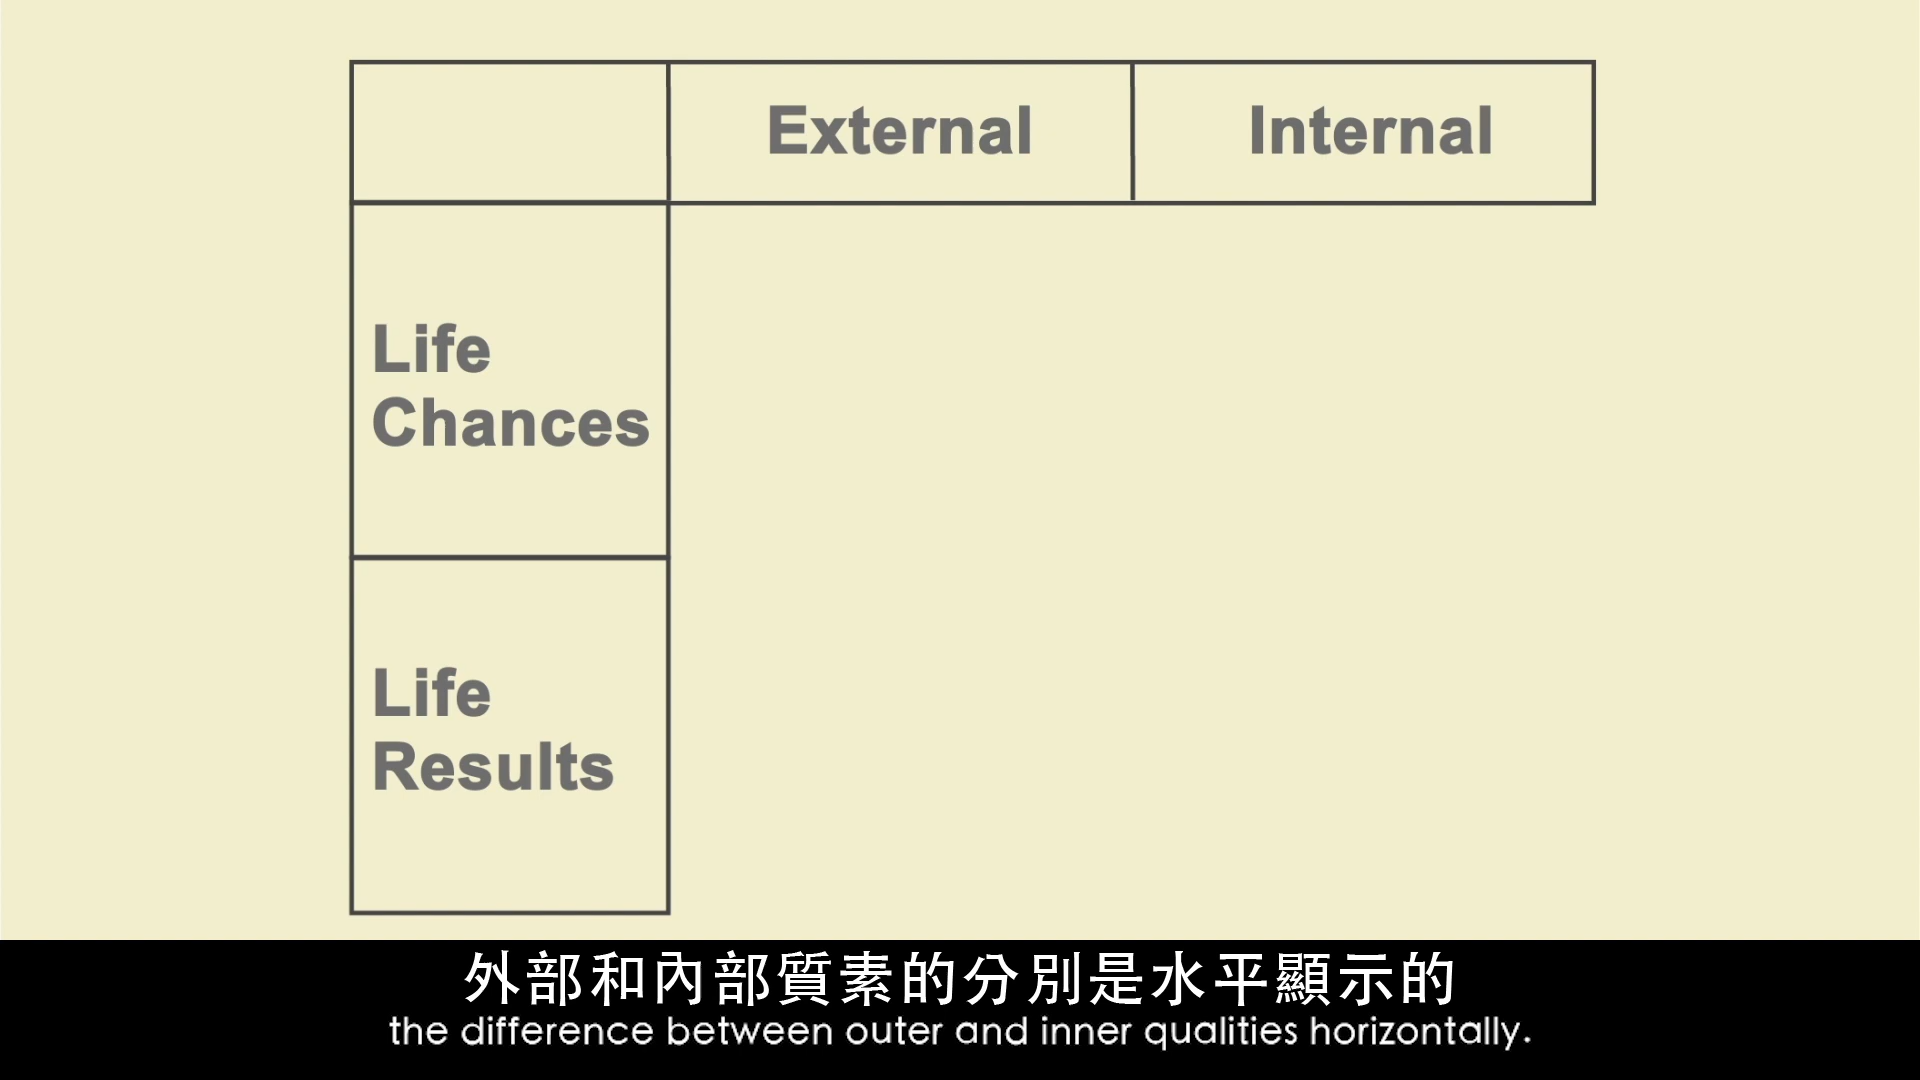 External
Internal
Life
Chances
Life
Results
外部和內部質素的分別是水平顯示的
the difference between outer and inner qualities horizontally.